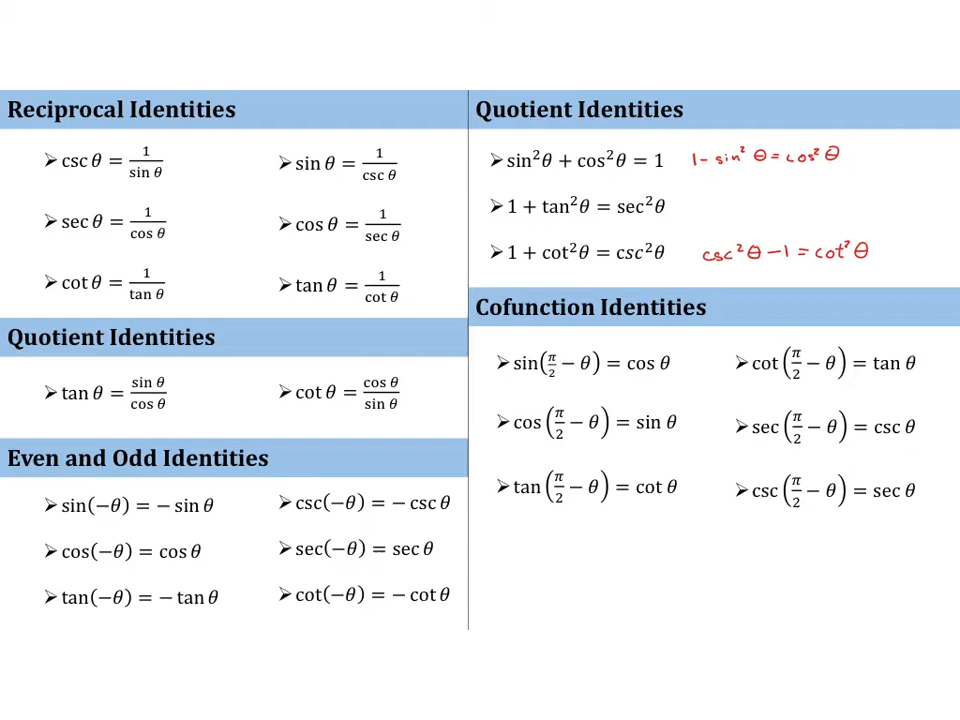 Reciprocal Identities
➢ csc θ = 1/sin θ
➢ sin θ = 1/csc θ
➢ sec θ = 1/cos θ
➢ cos θ = 1/sec θ
➢ cot θ = 1/tan θ
➢ tan θ = 1/cot θ
Quotient Identities
➢ tan θ = sin θ/cos θ
➢ cot θ = cos θ/sin θ
Even and Odd Identities
➢ sin(−θ) = − sin θ
➢ csc(−θ) = − csc θ
➢ cos(−θ) = cos θ
➢ sec(−θ) = sec θ
➢ tan(−θ) = − tan θ
➢ cot(−θ) = − cot θ
Quotient Identities
➢ sin²θ + cos²θ = 1 1 − sin² θ = cos² θ
➢ 1 + tan²θ = sec²θ
➢ 1 + cot²θ = csc²θ csc² θ − 1 = cot² θ
Cofunction Identities
➢ sin(π/2 − θ) = cos θ
➢ cot(π/2 − θ) = tan θ
➢ cos(π/2 − θ) = sin θ
➢ sec(π/2 − θ) = csc θ
➢ tan(π/2 − θ) = cot θ
➢ csc(π/2 − θ) = sec θ